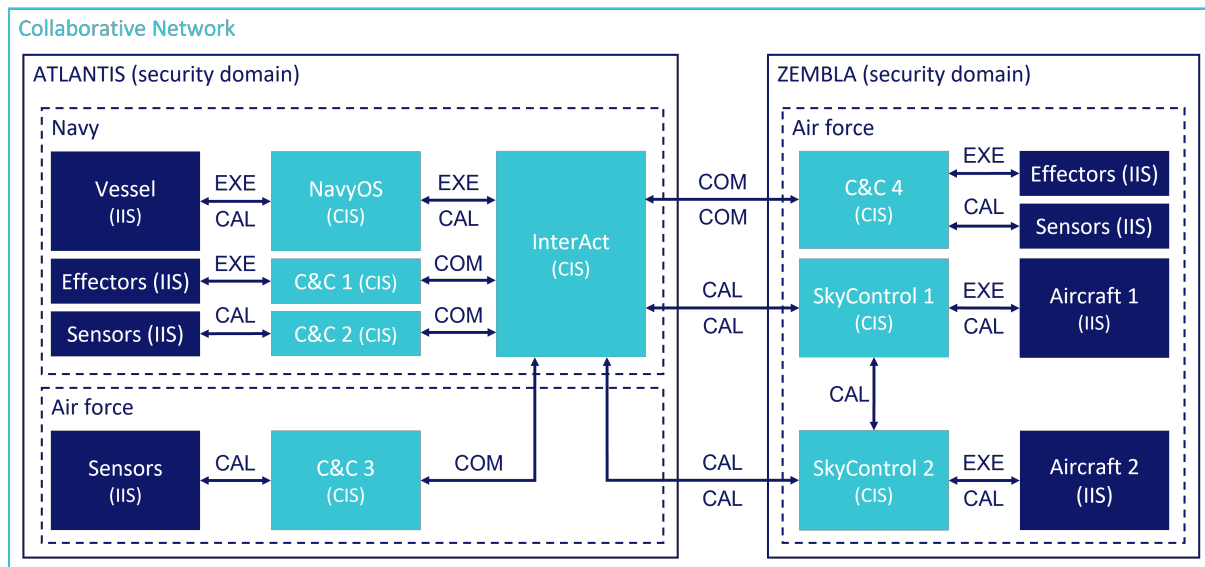 Collaborative Network
ATLANTIS (security domain)
Navy
Vessel
(IIS)
EXE
CAL
NavyOS
(CIS)
EXE
CAL
InterAct
(CIS)
Effectors (IIS)
EXE
C&C 1 (CIS)
COM
Sensors (IIS)
CAL
C&C 2 (CIS)
COM
Air force
Sensors
(IIS)
CAL
C&C 3
(CIS)
COM
COM
COM
CAL
CAL
CAL
CAL
ZEMBLA (security domain)
Air force
C&C 4
(CIS)
EXE
Effectors (IIS)
CAL
Sensors (IIS)
SkyControl 1
(CIS)
EXE
CAL
Aircraft 1
(IIS)
CAL
SkyControl 2
(CIS)
EXE
CAL
Aircraft 2
(IIS)